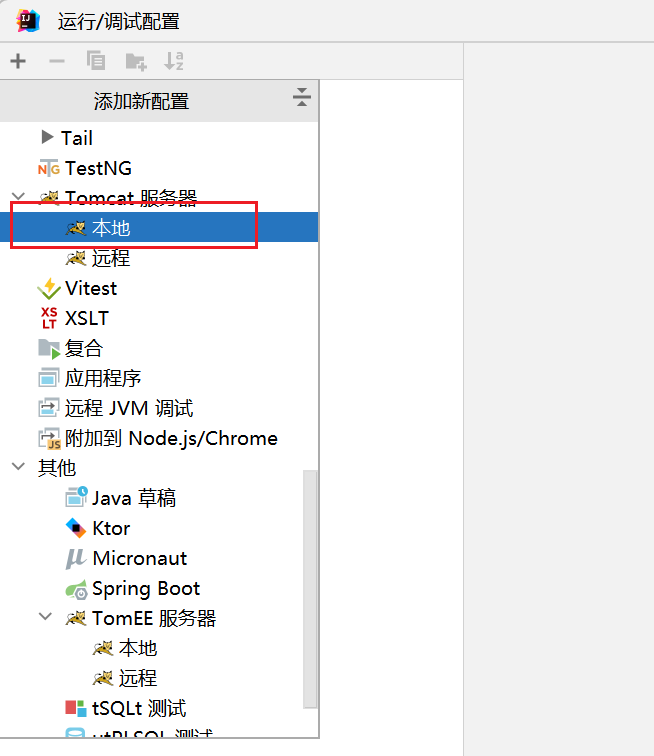 运行/调试配置
添加新配置
Tail
TestNG
Tomcat 服务器
本地
远程
Vitest
XSLT
复合
应用程序
远程 JVM 调试
附加到 Node.js/Chrome
其他
Java 草稿
Ktor
Micronaut
Spring Boot
TomEE 服务器
本地
远程
tSQLt 测试
utPLSQL 测试